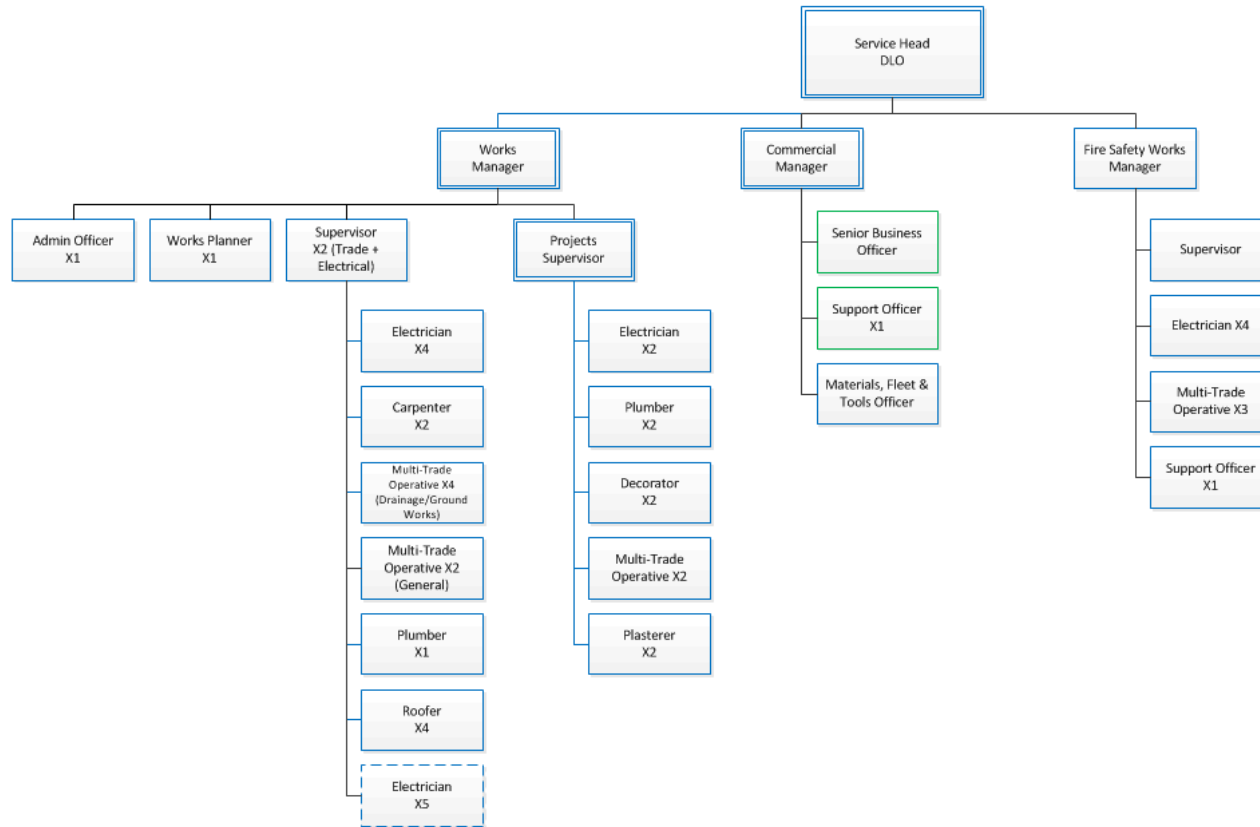 Service Head
DLO
Works
Manager
Commercial
Manager
Fire Safety Works
Manager
Admin Officer
X1
Works Planner
X1
Supervisor
X2 (Trade +
Electrical)
Projects
Supervisor
Electrician
X4
Carpenter
X2
Multi-Trade
Operative X4
(Drainage/Ground
Works)
Multi-Trade
Operative X2
(General)
Plumber
X1
Roofer
X4
Electrician
X5
Electrician
X2
Plumber
X2
Decorator
X2
Multi-Trade
Operative X2
Plasterer
X2
Senior Business
Officer
Support Officer
X1
Materials, Fleet &
Tools Officer
Supervisor
Electrician X4
Multi-Trade
Operative X3
Support Officer
X1